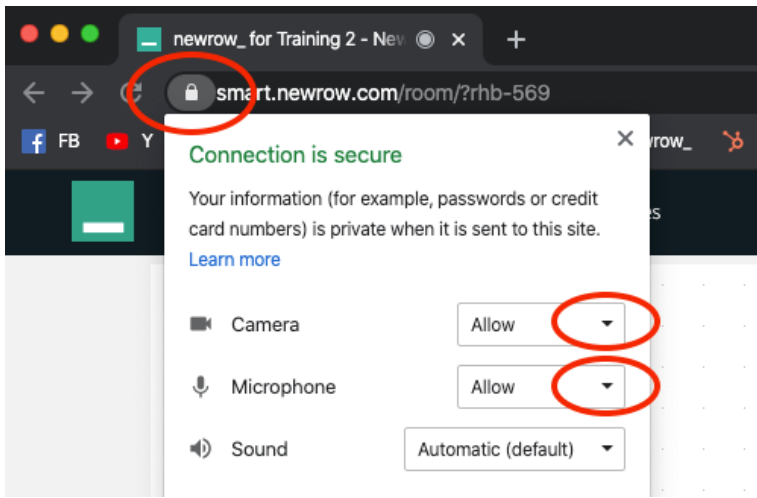 newrow_ for Training 2 - New
smart.newrow.com/room/?rhb-569
FB Y row_
Connection is secure
Your information (for example, passwords or credit
card numbers) is private when it is sent to this site.
Learn more
Camera Allow
Microphone Allow
Sound Automatic (default)